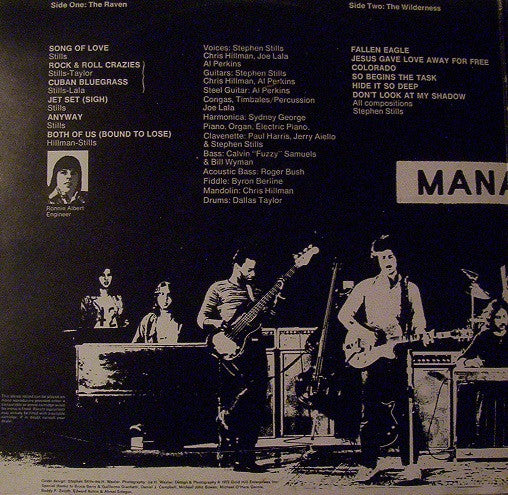 Side One: The Raven
SONG OF LOVE
Stills
ROCK & ROLL CRAZIES
Stills-Taylor
CUBAN BLUEGRASS
Stills-Lala
JET SET (SIGH)
Stills
ANYWAY
Stills
BOTH OF US (BOUND TO LOSE)
Hillman-Stills
Ronnie Albert
Engineer
Voices: Stephen Stills
Chris Hillman, Joe Lala
Al Perkins
Guitars: Stephen Stills
Chris Hillman, Al Perkins
Steel Guitar: Al Perkins
Congas, Timbales/Percussion
Joe Lala
Harmonica: Sydney George
Piano, Organ, Electric Piano,
Clavenette: Paul Harris, Jerry Aiello
& Stephen Stills
Bass: Calvin "Fuzzy" Samuels
& Bill Wyman
Acoustic Bass: Roger Bush
Fiddle: Byron Berline
Mandolin: Chris Hillman
Drums: Dallas Taylor
Side Two: The Wilderness
FALLEN EAGLE
JESUS GAVE LOVE AWAY FOR FREE
COLORADO
SO BEGINS THE TASK
HIDE IT SO DEEP
DON'T LOOK AT MY SHADOW
All compositions
Stephen Stills
MANA